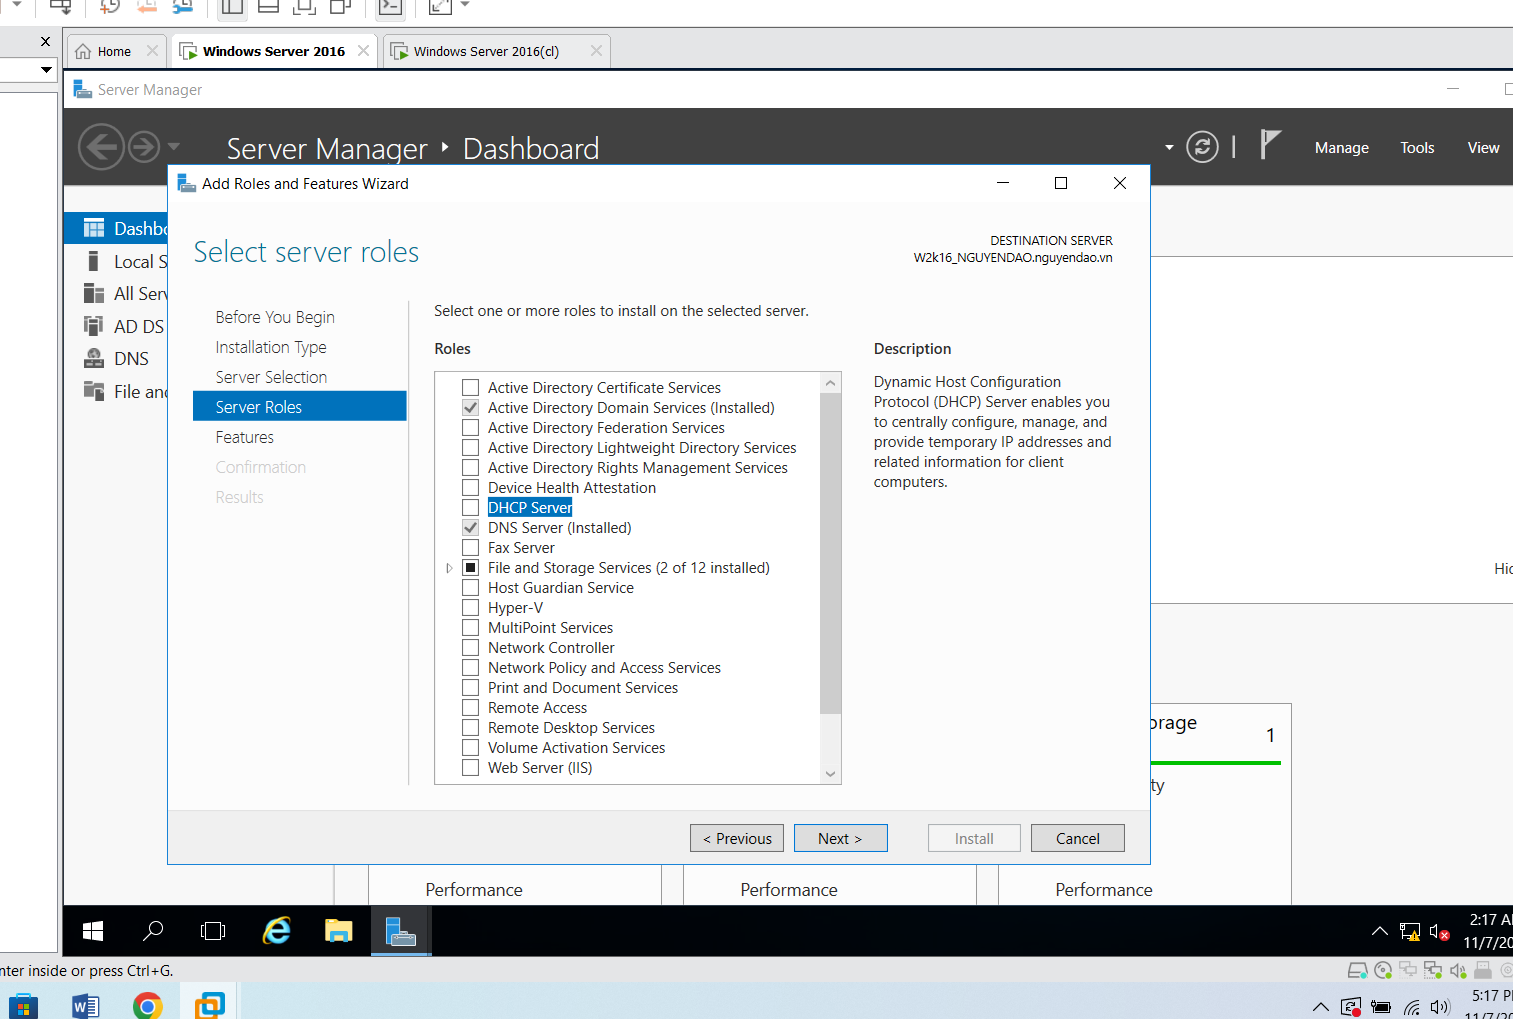 Home
Windows Server 2016
Windows Server 2016(cl)
Server Manager
Server Manager
Dashboard
Manage
Tools
View
Add Roles and Features Wizard
Select server roles
DESTINATION SERVER
W2k16_NGUYENDAO.nguyendao.vn
Dashbo
Local S
All Serv
AD DS
DNS
File and
Before You Begin
Installation Type
Server Selection
Server Roles
Features
Confirmation
Results
Select one or more roles to install on the selected server.
Roles
Active Directory Certificate Services
Active Directory Domain Services (Installed)
Active Directory Federation Services
Active Directory Lightweight Directory Services
Active Directory Rights Management Services
Device Health Attestation
DHCP Server
DNS Server (Installed)
Fax Server
File and Storage Services (2 of 12 installed)
Host Guardian Service
Hyper-V
MultiPoint Services
Network Controller
Network Policy and Access Services
Print and Document Services
Remote Access
Remote Desktop Services
Volume Activation Services
Web Server (IIS)
Description
Dynamic Host Configuration
Protocol (DHCP) Server enables you
to centrally configure, manage, and
provide temporary IP addresses and
related information for client
computers.
Hid
orage
1
ty
< Previous
Next >
Install
Cancel
Performance
Performance
Performance
2:17 A
11/7/20
nter inside or press Ctrl+G.
5:17 P
11/7/20